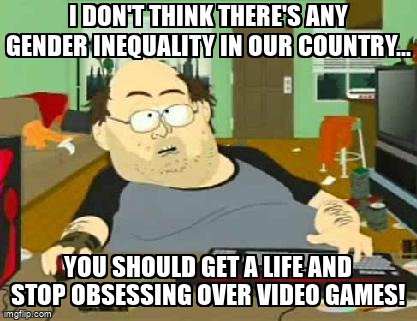 I DON'T THINK THERE'S ANY
GENDER INEQUALITY IN OUR COUNTRY...
YOU SHOULD GET A LIFE AND
STOP OBSESSING OVER VIDEO GAMES!
imgflip.com